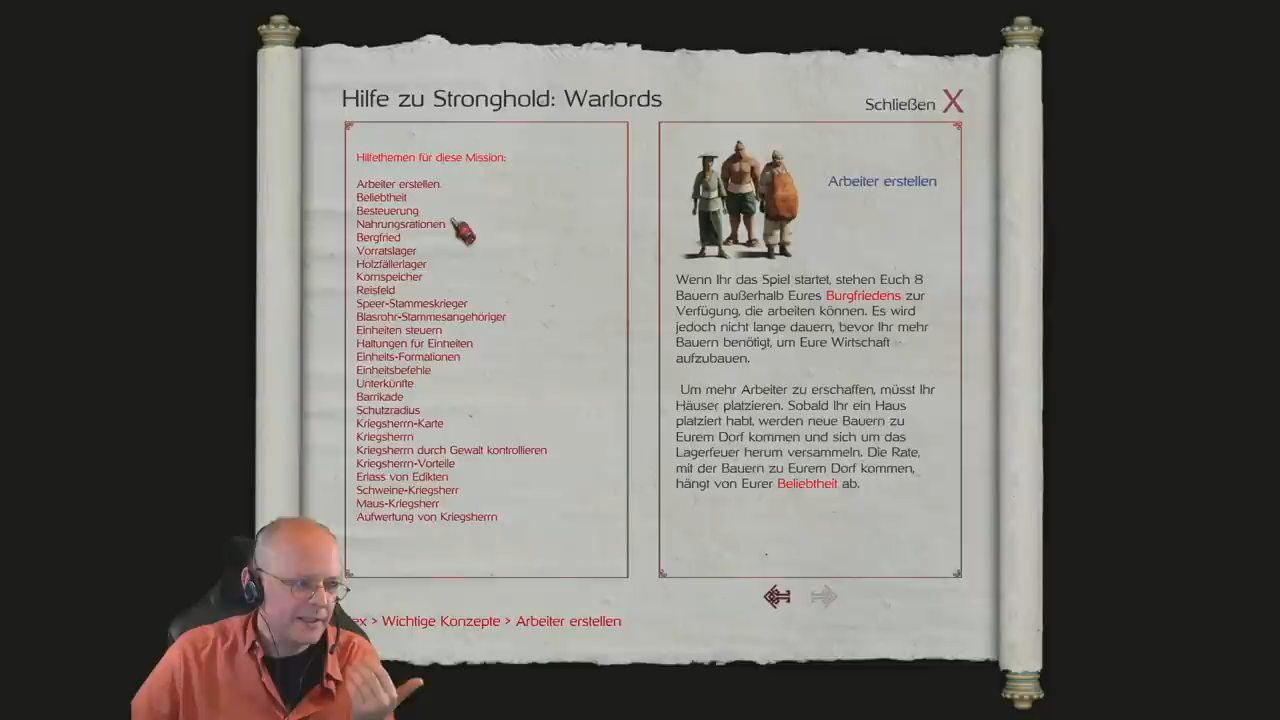 Hilfe zu Stronghold: Warlords
Schließen X
Hilfethemen für diese Mission:
Arbeiter erstellen
Beliebtheit
Besteuerung
Nahrungsrationen
Bergfried
Vorratslager
Holzfällerlager
Kornspeicher
Reisfeld
Speer-Stammeskrieger
Blasrohr-Stammesangehöriger
Einheiten steuern
Haltungen für Einheiten
Einheits-Formationen
Einheitsbefehle
Unterkünfte
Barrikade
Schutzradius
Kriegsherrn-Karte
Kriegsherrn
Kriegsherrn durch Gewalt kontrollieren
Kriegsherrn-Vorteile
Erlass von Edikten
Schweine-Kriegsherr
Maus-Kriegsherr
Aufwertung von Kriegsherrn
Arbeiter erstellen
Wenn Ihr das Spiel startet, stehen Euch 8
Bauern außerhalb Eures Burgfriedens zur
Verfügung, die arbeiten können. Es wird
jedoch nicht lange dauern, bevor Ihr mehr
Bauern benötigt, um Eure Wirtschaft
aufzubauen.
Um mehr Arbeiter zu erschaffen, müsst Ihr
Häuser platzieren. Sobald Ihr ein Haus
platziert habt, werden neue Bauern zu
Eurem Dorf kommen und sich um das
Lagerfeuer herum versammeln. Die Rate,
mit der Bauern zu Eurem Dorf kommen,
hängt von Eurer Beliebtheit ab.
ex > Wichtige Konzepte > Arbeiter erstellen